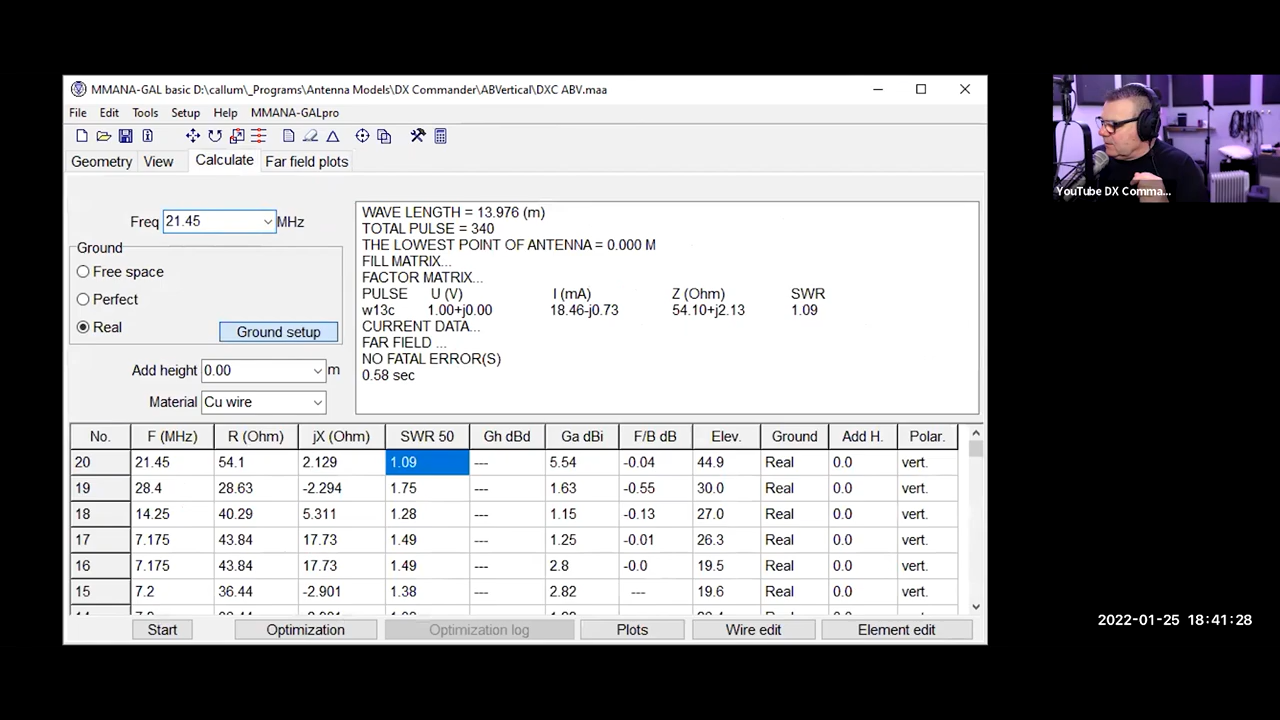 MMANA-GAL basic D:\callum\_Programs\Antenna Models\DX Commander\ABVertical\DXC ABV.maa
File Edit Tools Setup Help MMANA-GALpro
Geometry View Calculate Far field plots
Freq 21.45 MHz
Ground
Free space
Perfect
Real
Ground setup
Add height 0.00 m
Material Cu wire
WAVE LENGTH = 13.976 (m)
TOTAL PULSE = 340
THE LOWEST POINT OF ANTENNA = 0.000 M
FILL MATRIX...
FACTOR MATRIX...
PULSE U (V) I (mA) Z (Ohm) SWR
w13c 1.00+j0.00 18.46-j0.73 54.10+j2.13 1.09
CURRENT DATA...
FAR FIELD ...
NO FATAL ERROR(S)
0.58 sec
No. F (MHz) R (Ohm) jX (Ohm) SWR 50 Gh dBd Ga dBi F/B dB Elev. Ground Add H. Polar.
20 21.45 54.1 2.129 1.09 --- 5.54 -0.04 44.9 Real 0.0 vert.
19 28.4 28.63 -2.294 1.75 --- 1.63 -0.55 30.0 Real 0.0 vert.
18 14.25 40.29 5.311 1.28 --- 1.15 -0.13 27.0 Real 0.0 vert.
17 7.175 43.84 17.73 1.49 --- 1.25 -0.01 26.3 Real 0.0 vert.
16 7.175 43.84 17.73 1.49 --- 2.8 -0.0 19.5 Real 0.0 vert.
15 7.2 36.44 -2.901 1.38 --- 2.82 --- 19.6 Real 0.0 vert.
Start Optimization Optimization log Plots Wire edit Element edit
YouTube DX Comma...
2022-01-25 18:41:28